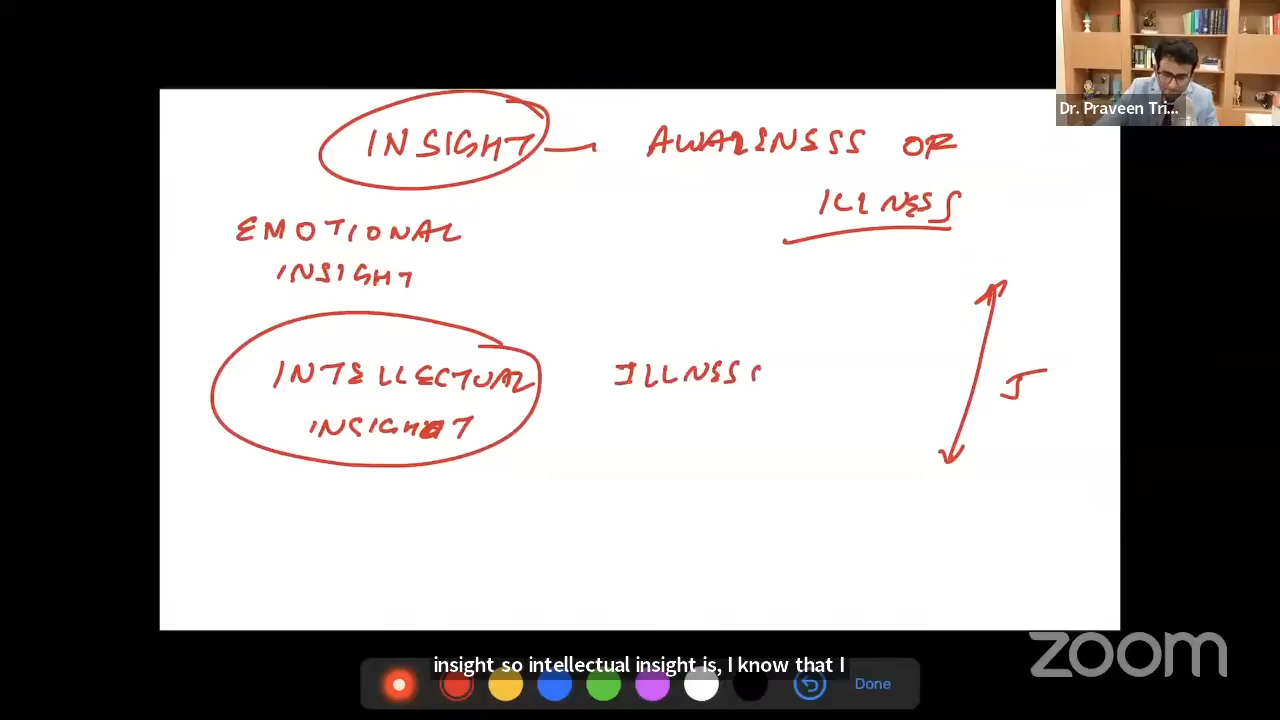 Dr. Praveen Tri...
INSIGHT — AWARENESS OF
ILLNESS
EMOTIONAL
INSIGHT
INTELLECTUAL
INSIGHT
ILLNESS
zoom
insight so intellectual insight is, I know that I
Done